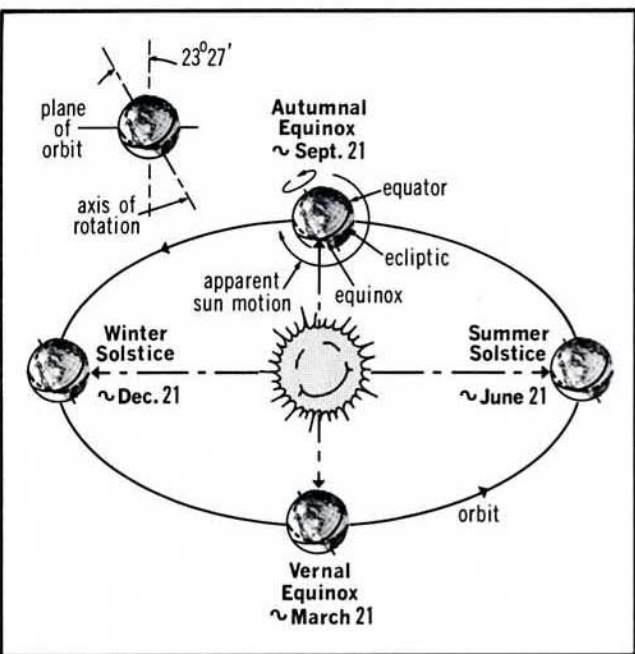 23°27'
plane
of
orbit
axis of
rotation
Autumnal
Equinox
~ Sept. 21
equator
ecliptic
equinox
apparent
sun motion
Winter
Solstice
~ Dec. 21
Summer
Solstice
~ June 21
orbit
Vernal
Equinox
~ March 21